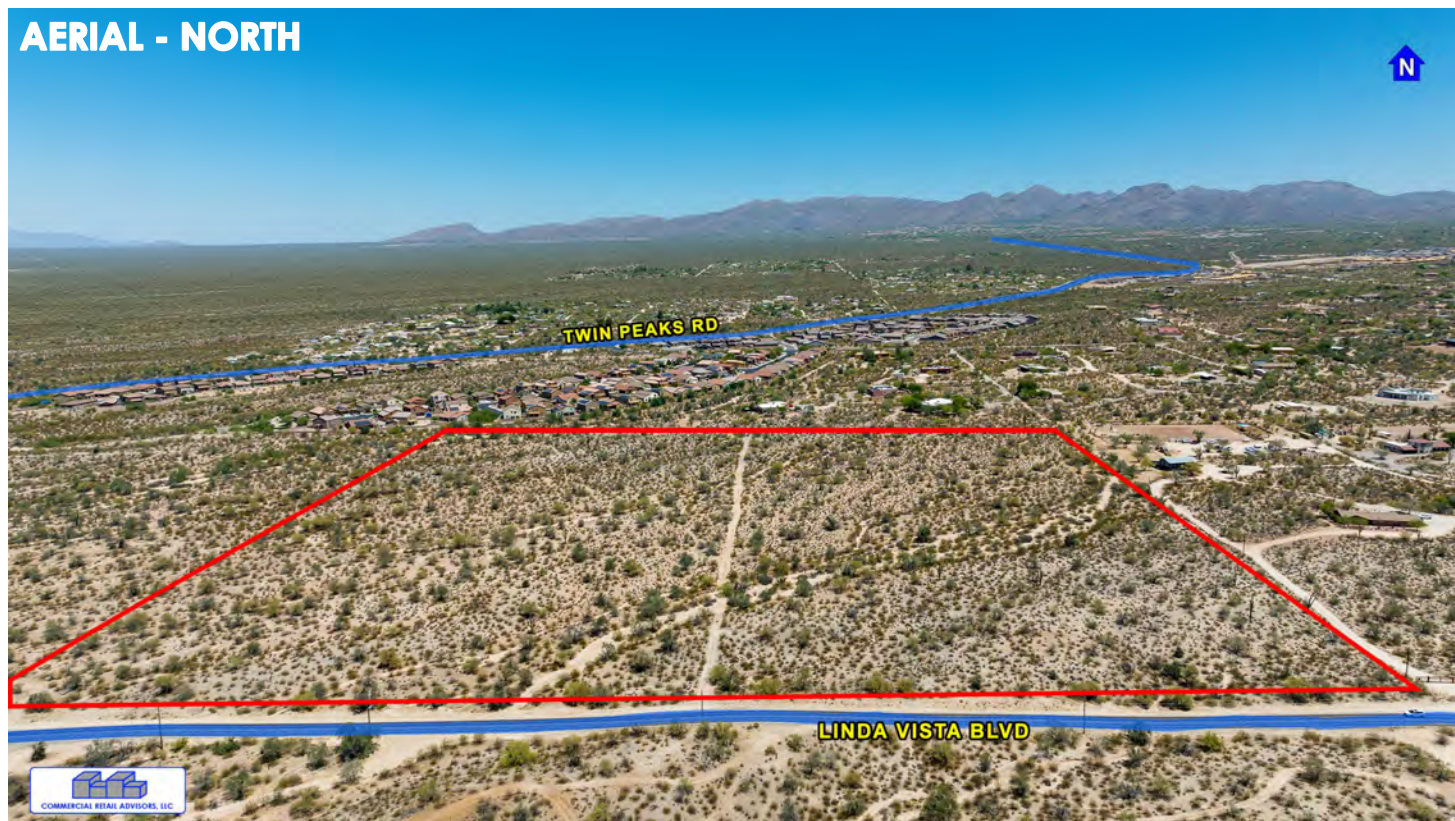 AERIAL - NORTH
N
TWIN PEAKS RD
LINDA VISTA BLVD
COMMERCIAL RETAIL ADVISORS, LLC